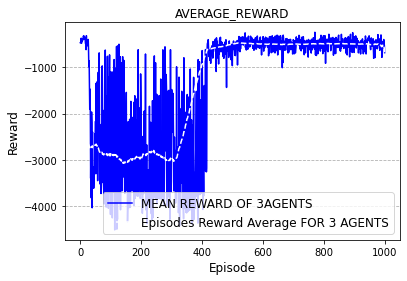 AVERAGE_REWARD
Reward
−1000
−2000
−3000
−4000
MEAN REWARD OF 3AGENTS
Episodes Reward Average FOR 3 AGENTS
0 200 400 600 800 1000
Episode